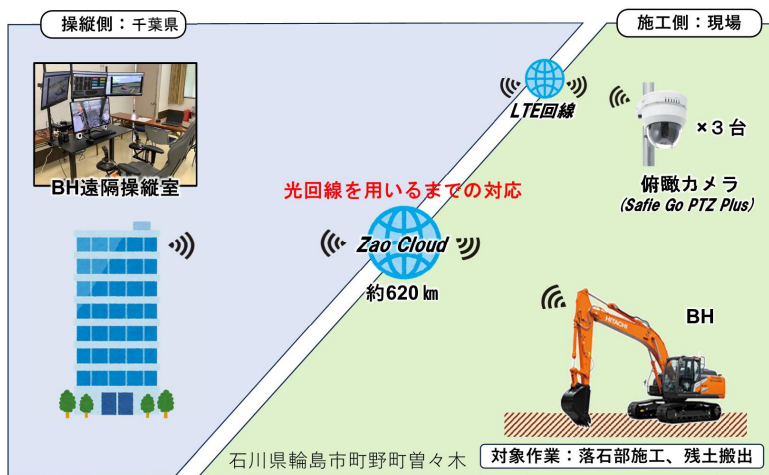 操縦側：千葉県
施工側：現場
LTE回線
×３台
BH遠隔操縦室
俯瞰カメラ
(Safie Go PTZ Plus)
光回線を用いるまでの対応
Zao Cloud
約620㎞
BH
HITACHI
石川県輪島市町野町曽々木
対象作業：落石部施工、残土搬出